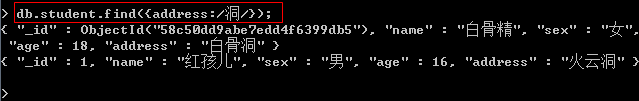 > db.student.find({address:/洞/});
{ "_id" : ObjectId("58c50dd9abe7edd4f6399db5"), "name" : "白骨精", "sex" : "女",
"age" : 18, "address" : "白骨洞" }
{ "_id" : 1, "name" : "红孩儿", "sex" : "男", "age" : 16, "address" : "火云洞" }
>